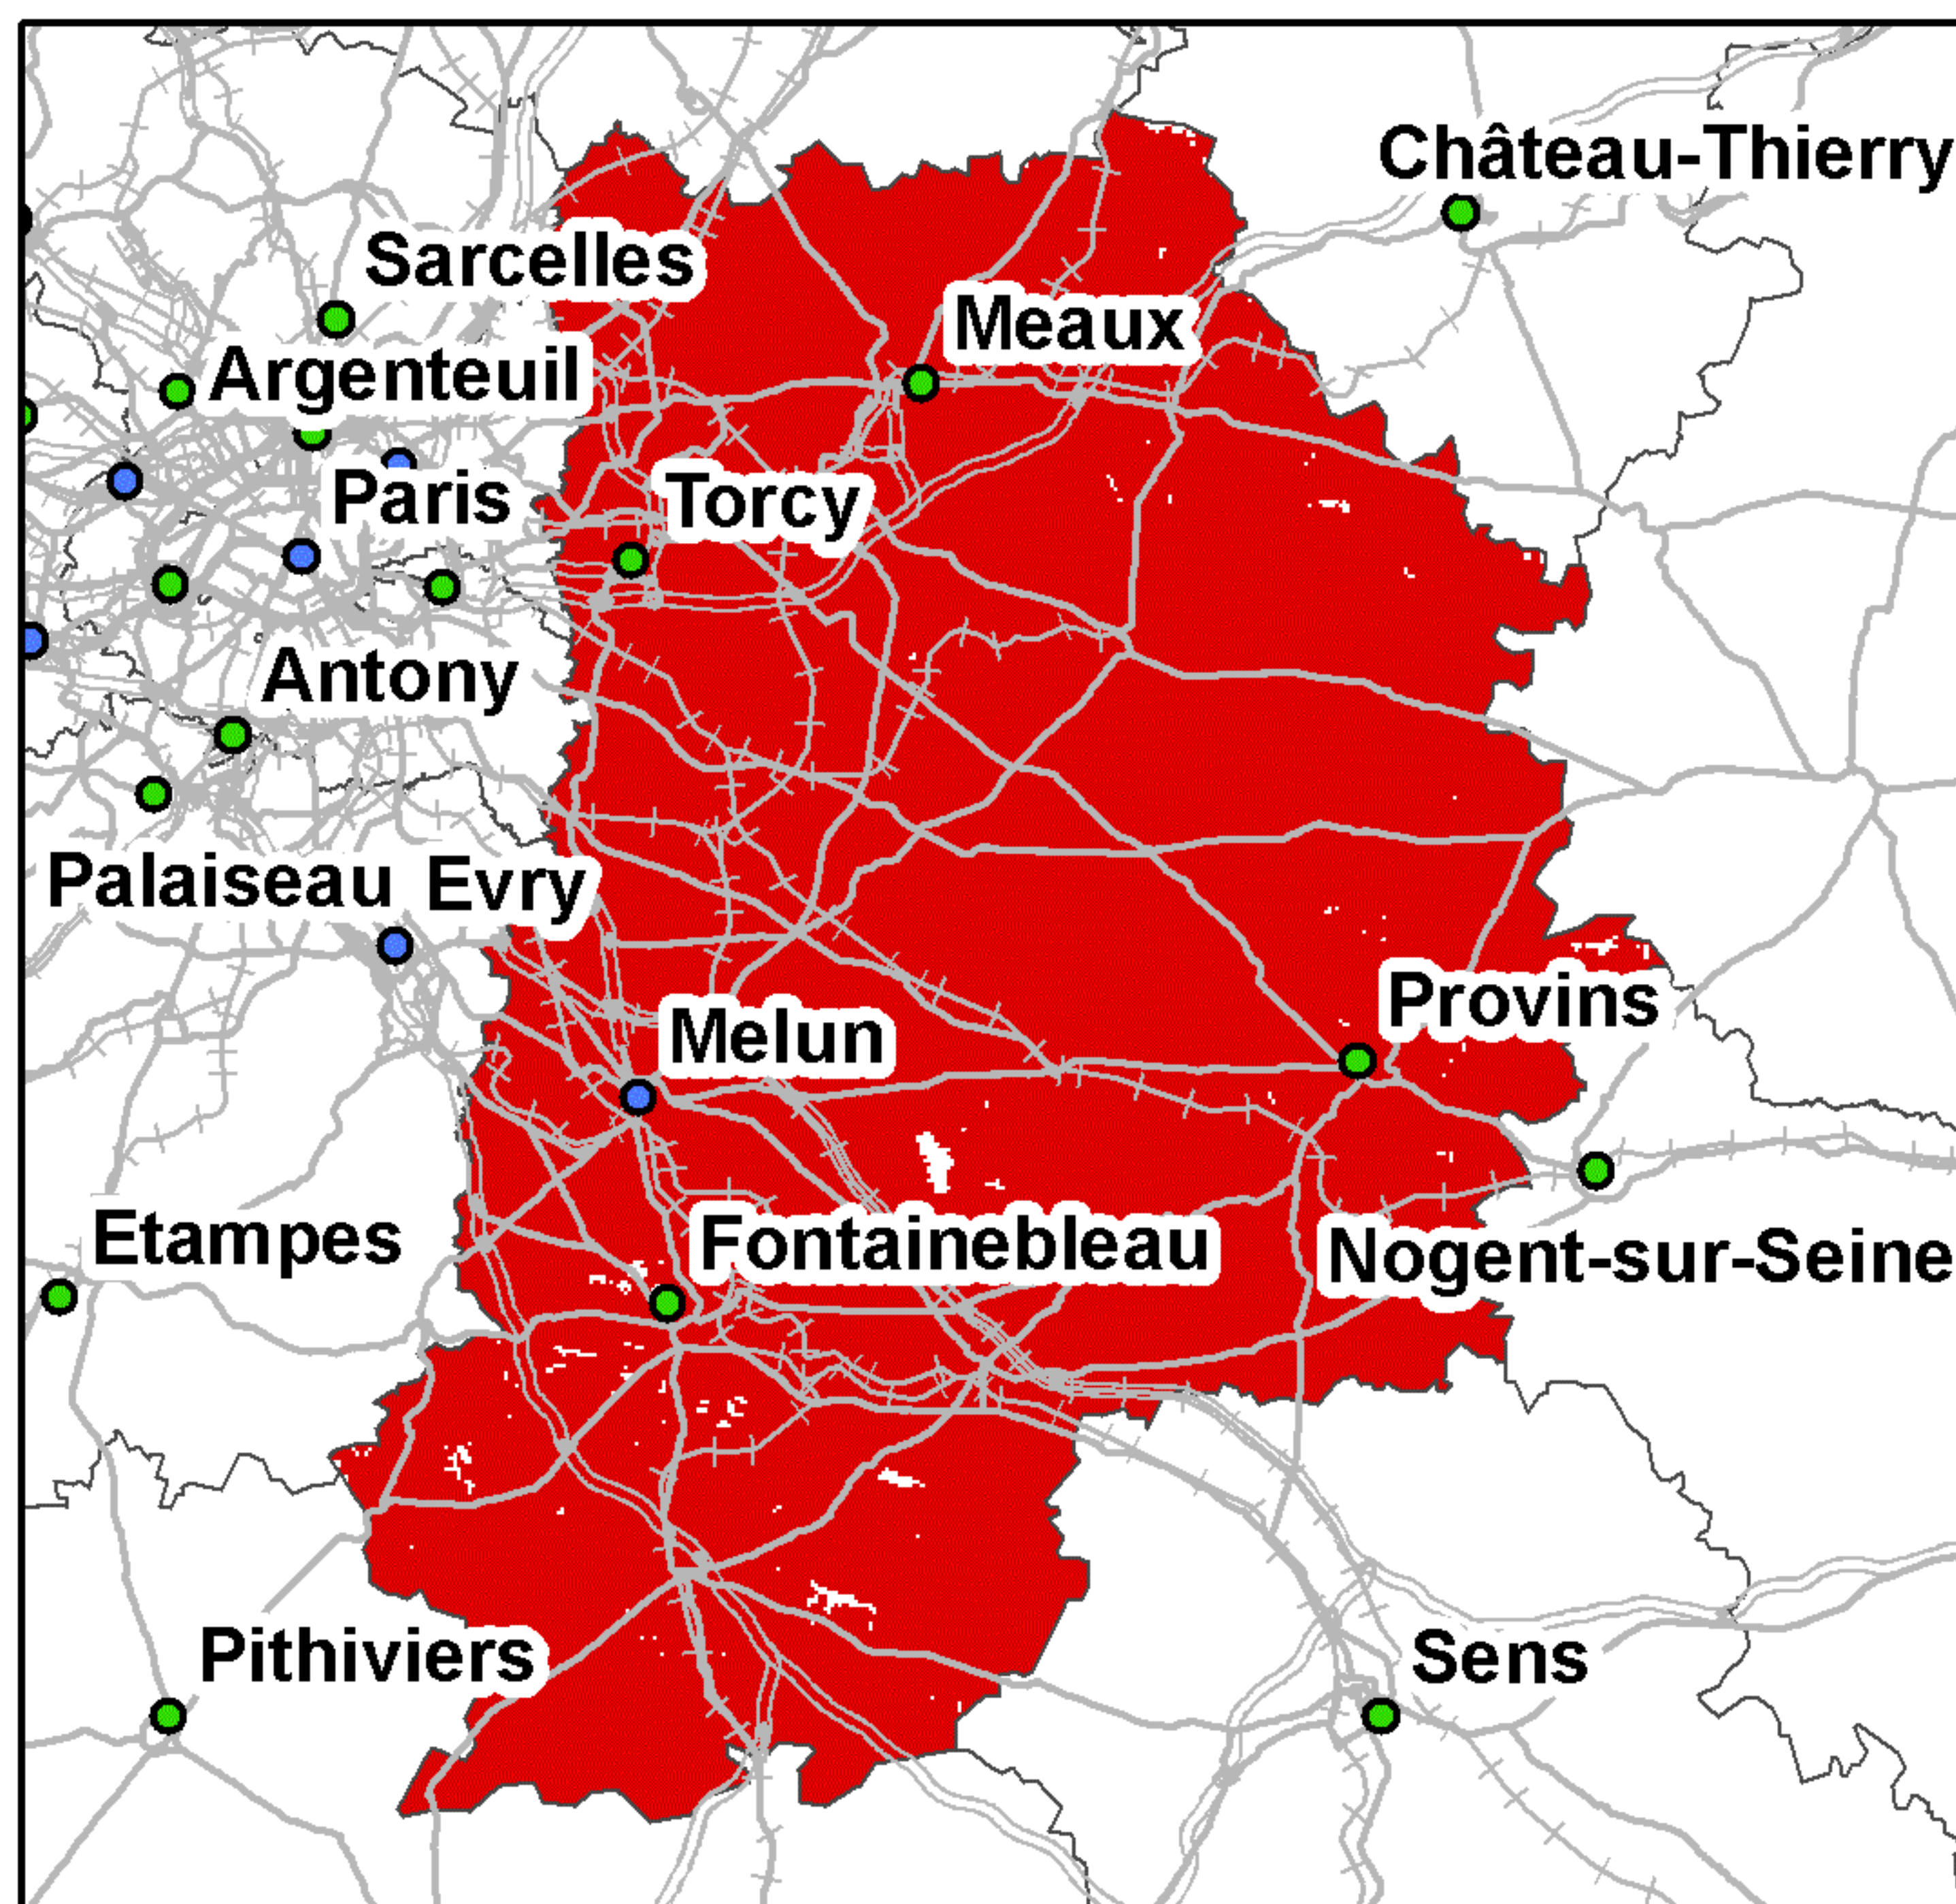 Château-Thierry
Sarcelles
Meaux
Argenteuil
Paris
Torcy
Antony
Palaiseau
Evry
Provins
Melun
Etampes
Fontainebleau
Nogent-sur-Seine
Pithiviers
Sens